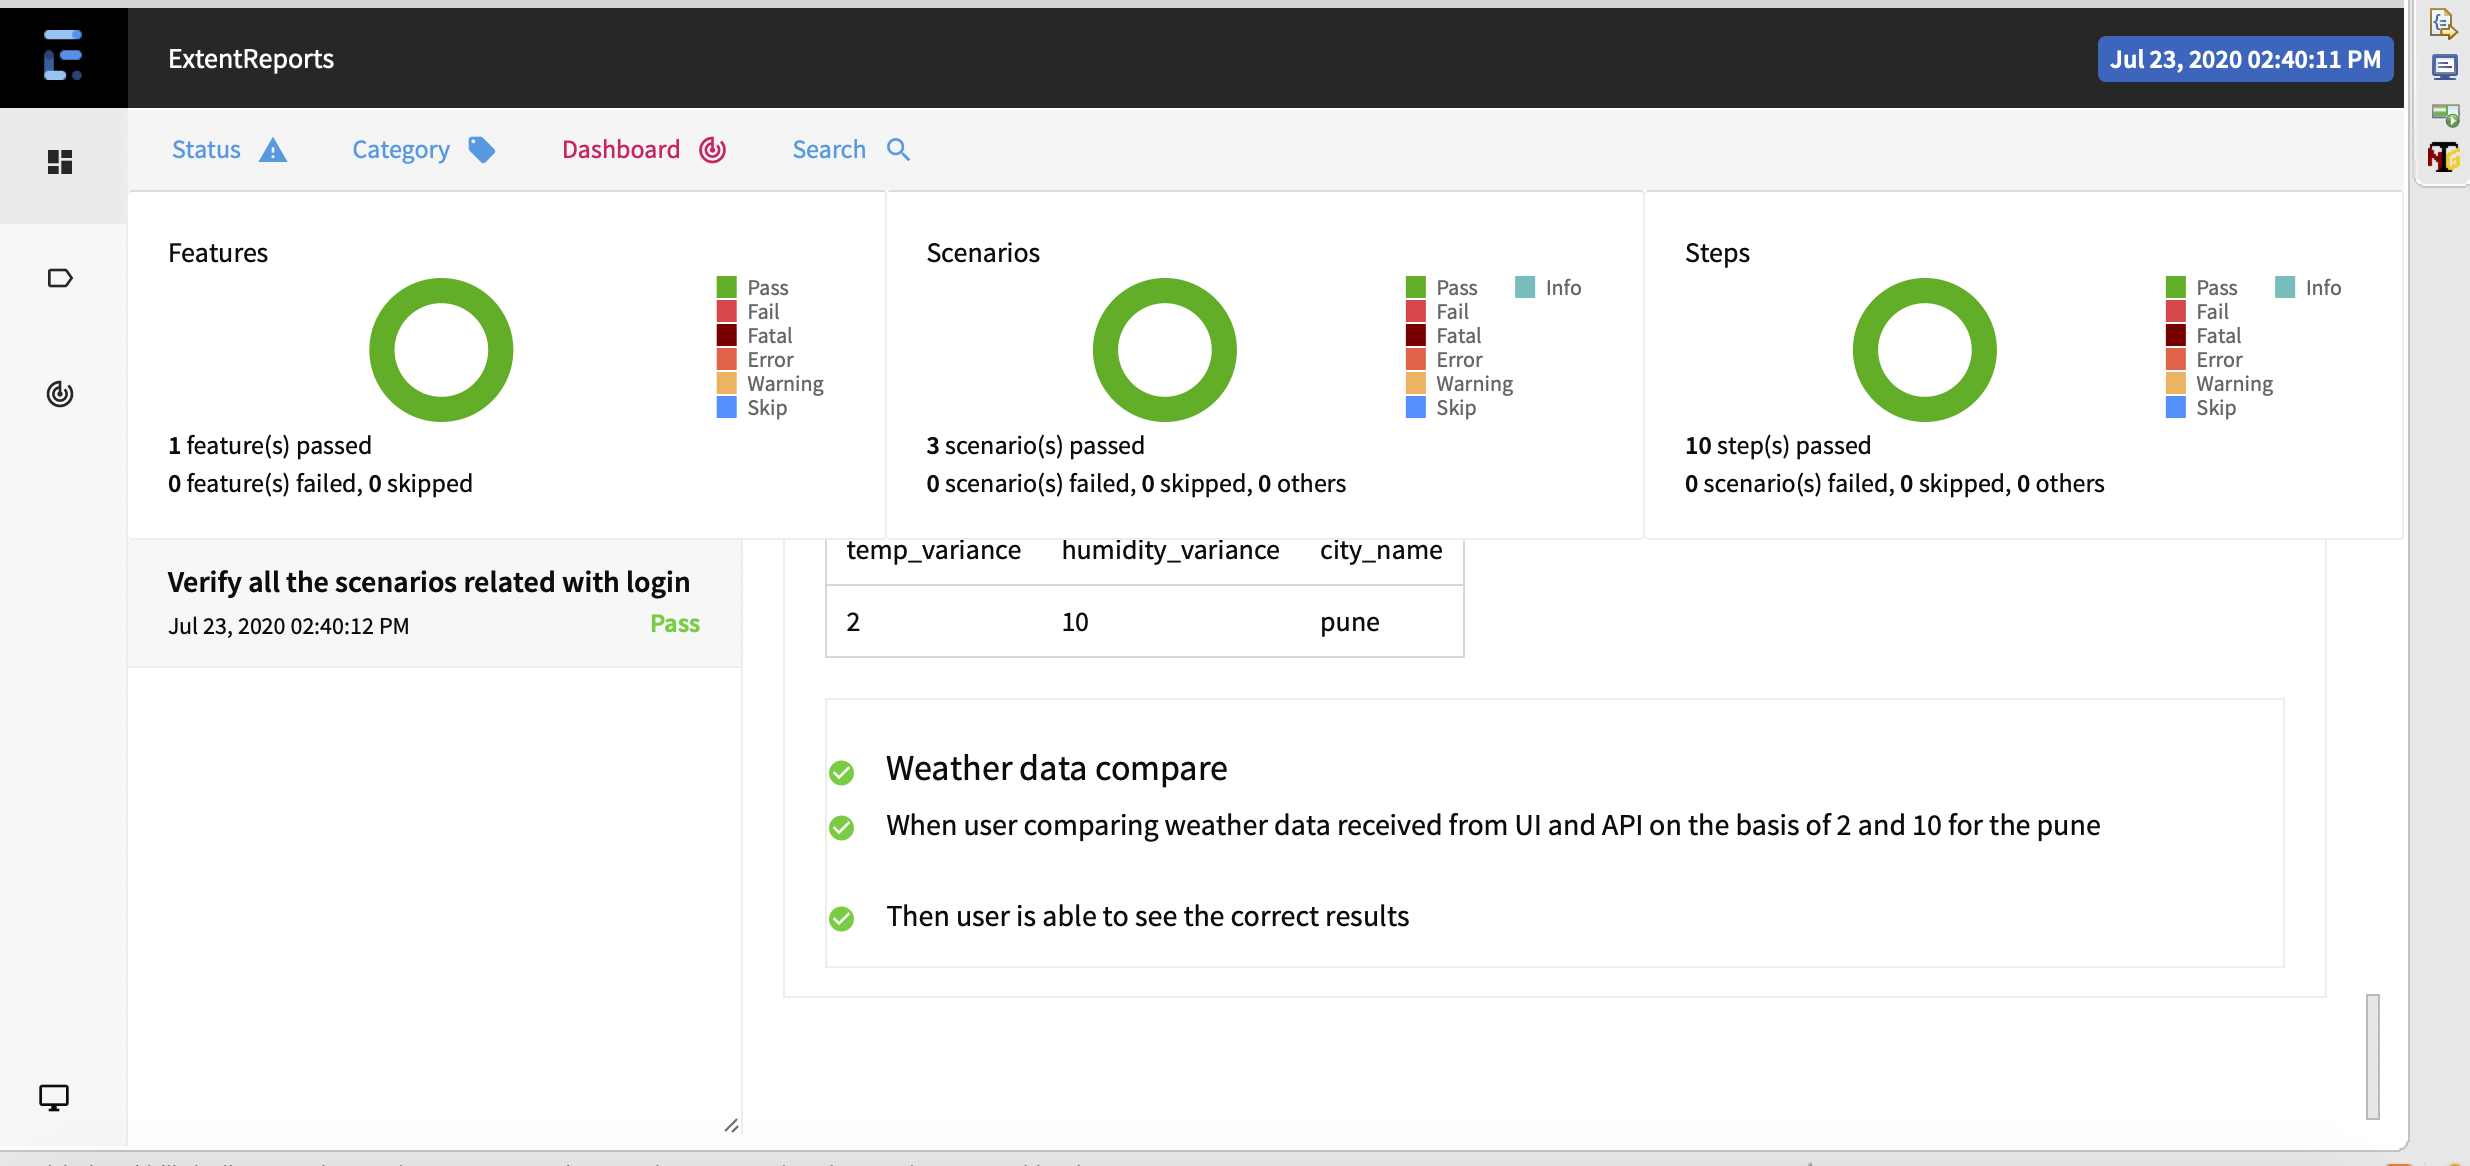 ExtentReports
Jul 23, 2020 02:40:11 PM
Status
Category
Dashboard
Search
Features
Pass
Fail
Fatal
Error
Warning
Skip
1 feature(s) passed
0 feature(s) failed, 0 skipped
Scenarios
Pass Info
Fail
Fatal
Error
Warning
Skip
3 scenario(s) passed
0 scenario(s) failed, 0 skipped, 0 others
Steps
Pass Info
Fail
Fatal
Error
Warning
Skip
10 step(s) passed
0 scenario(s) failed, 0 skipped, 0 others
Verify all the scenarios related with login
Jul 23, 2020 02:40:12 PM Pass
temp_variance humidity_variance city_name
2 10 pune
Weather data compare
When user comparing weather data received from UI and API on the basis of 2 and 10 for the pune
Then user is able to see the correct results